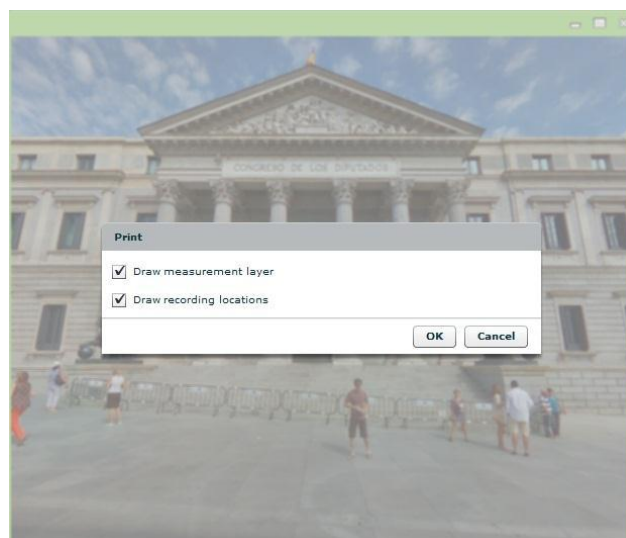 CONGRESO DE LOS DIPUTADOS
Print
Draw measurement layer
Draw recording locations
OK Cancel